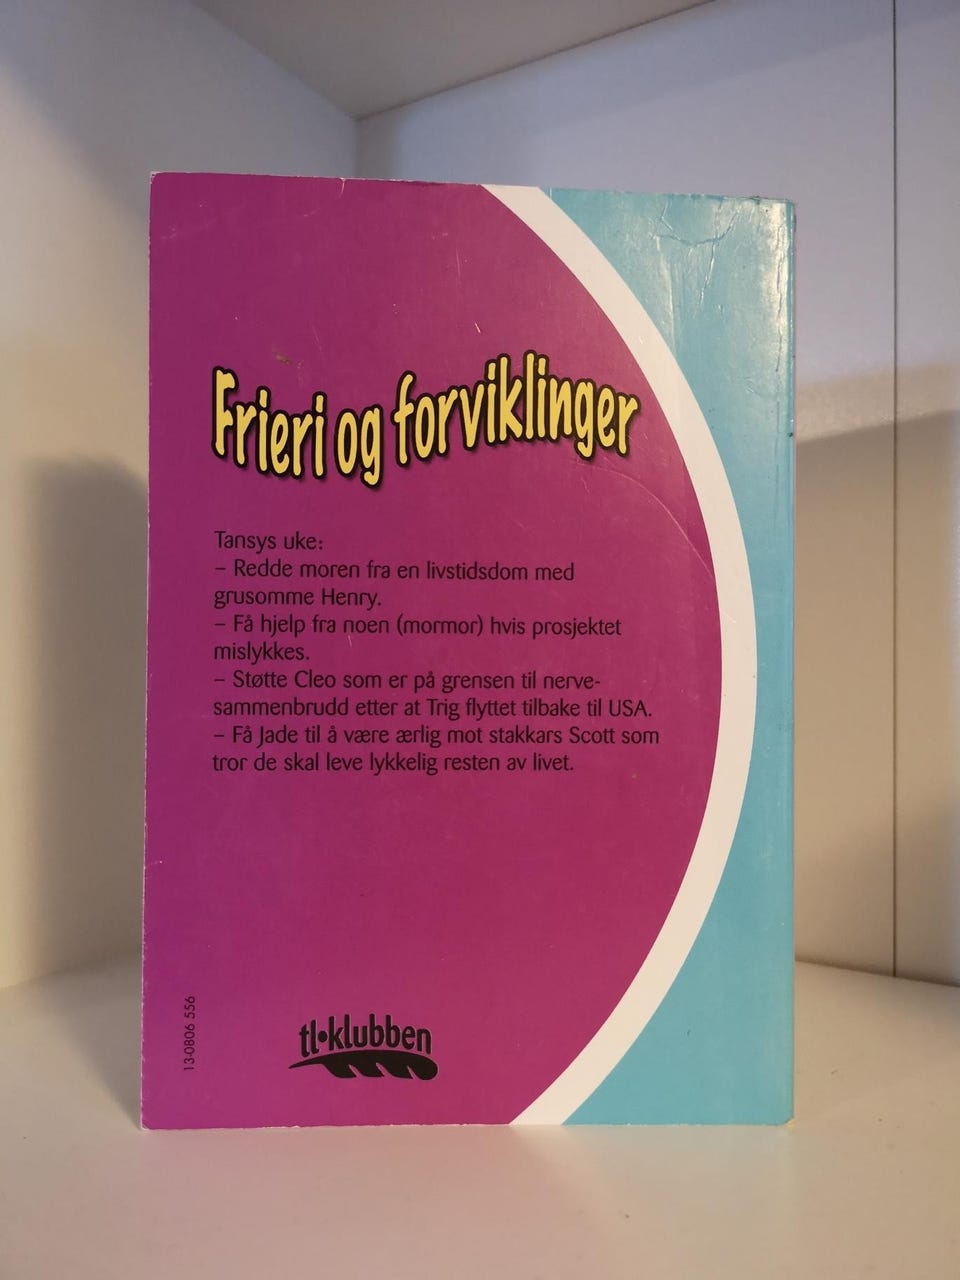 Frieri og forviklinger
Tansys uke:
– Redde moren fra en livstidsdom med
grusomme Henry.
– Få hjelp fra noen (mormor) hvis prosjektet
mislykkes.
– Støtte Cleo som er på grensen til nerve-
sammenbrudd etter at Trig flyttet tilbake til USA.
– Få Jade til å være ærlig mot stakkars Scott som
tror de skal leve lykkelig resten av livet.
13-0806 556
tl•klubben